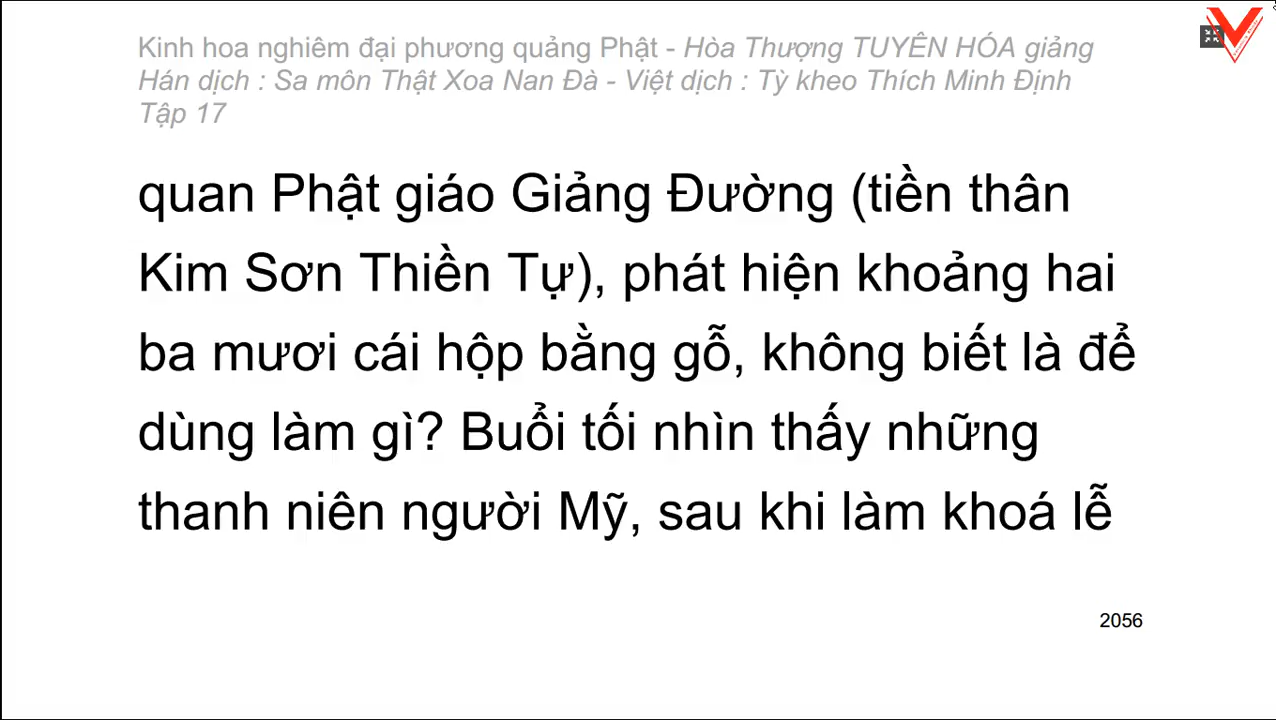 Kinh hoa nghiêm đại phương quảng Phật - Hòa Thượng TUYÊN HÓA giảng
Hán dịch : Sa môn Thật Xoa Nan Đà - Việt dịch : Tỳ kheo Thích Minh Định
Tập 17
quan Phật giáo Giảng Đường (tiền thân
Kim Sơn Thiền Tự), phát hiện khoảng hai
ba mươi cái hộp bằng gỗ, không biết là để
dùng làm gì? Buổi tối nhìn thấy những
thanh niên người Mỹ, sau khi làm khoá lễ
2056